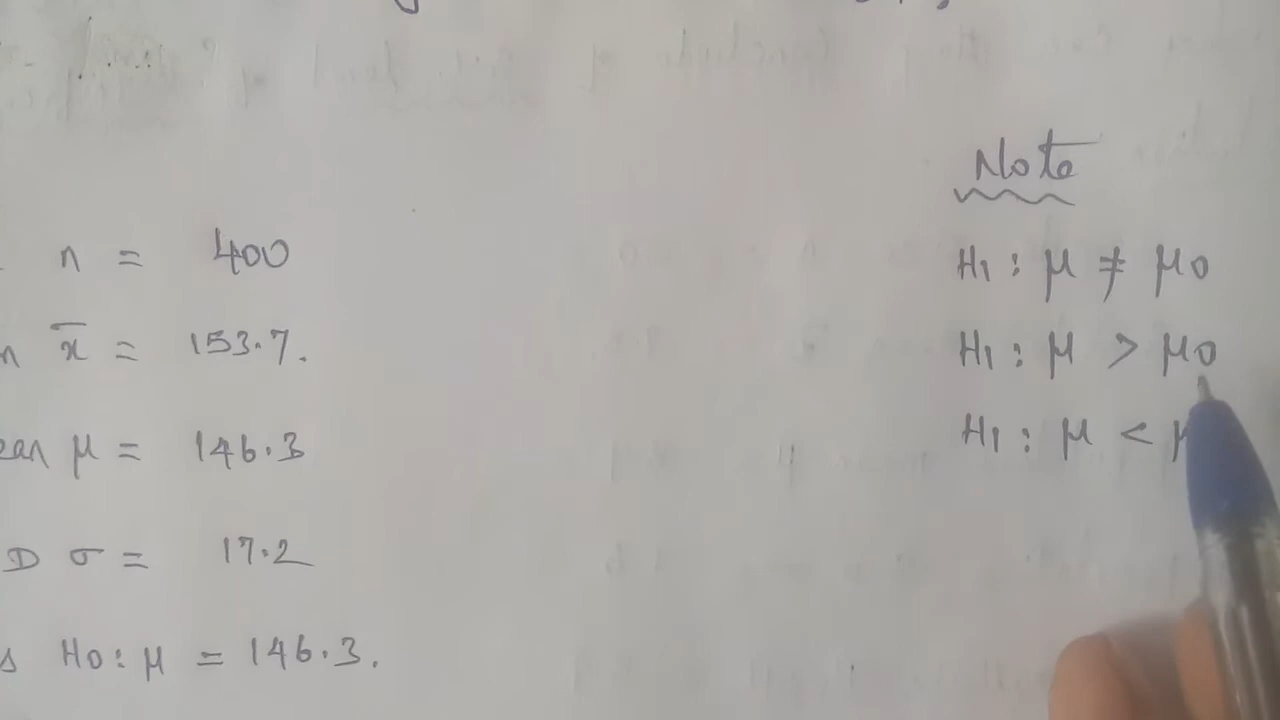 n = 400
x̄ = 153.7.
μ = 146.3
D σ = 17.2
H0: μ = 146.3.
Note
H1: μ ≠ μ0
H1: μ > μ0
H1: μ < μ